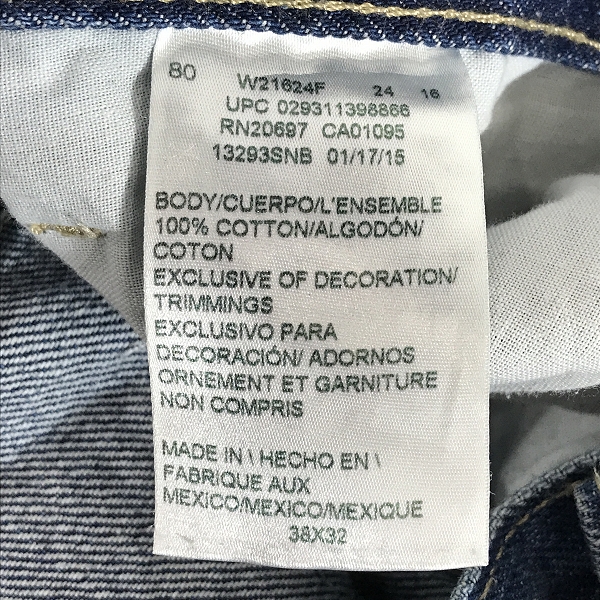 80 W21624F 24 16
UPC 029311398866
RN20697 CA01095
13293SNB 01/17/15
BODY/CUERPO/L'ENSEMBLE
100% COTTON/ALGODÓN/
COTON
EXCLUSIVE OF DECORATION/
TRIMMINGS
EXCLUSIVO PARA
DECORACIÓN/ ADORNOS
ORNEMENT ET GARNITURE
NON COMPRIS
MADE IN \ HECHO EN \
FABRIQUE AUX
MEXICO/MEXICO/MEXIQUE
38X32